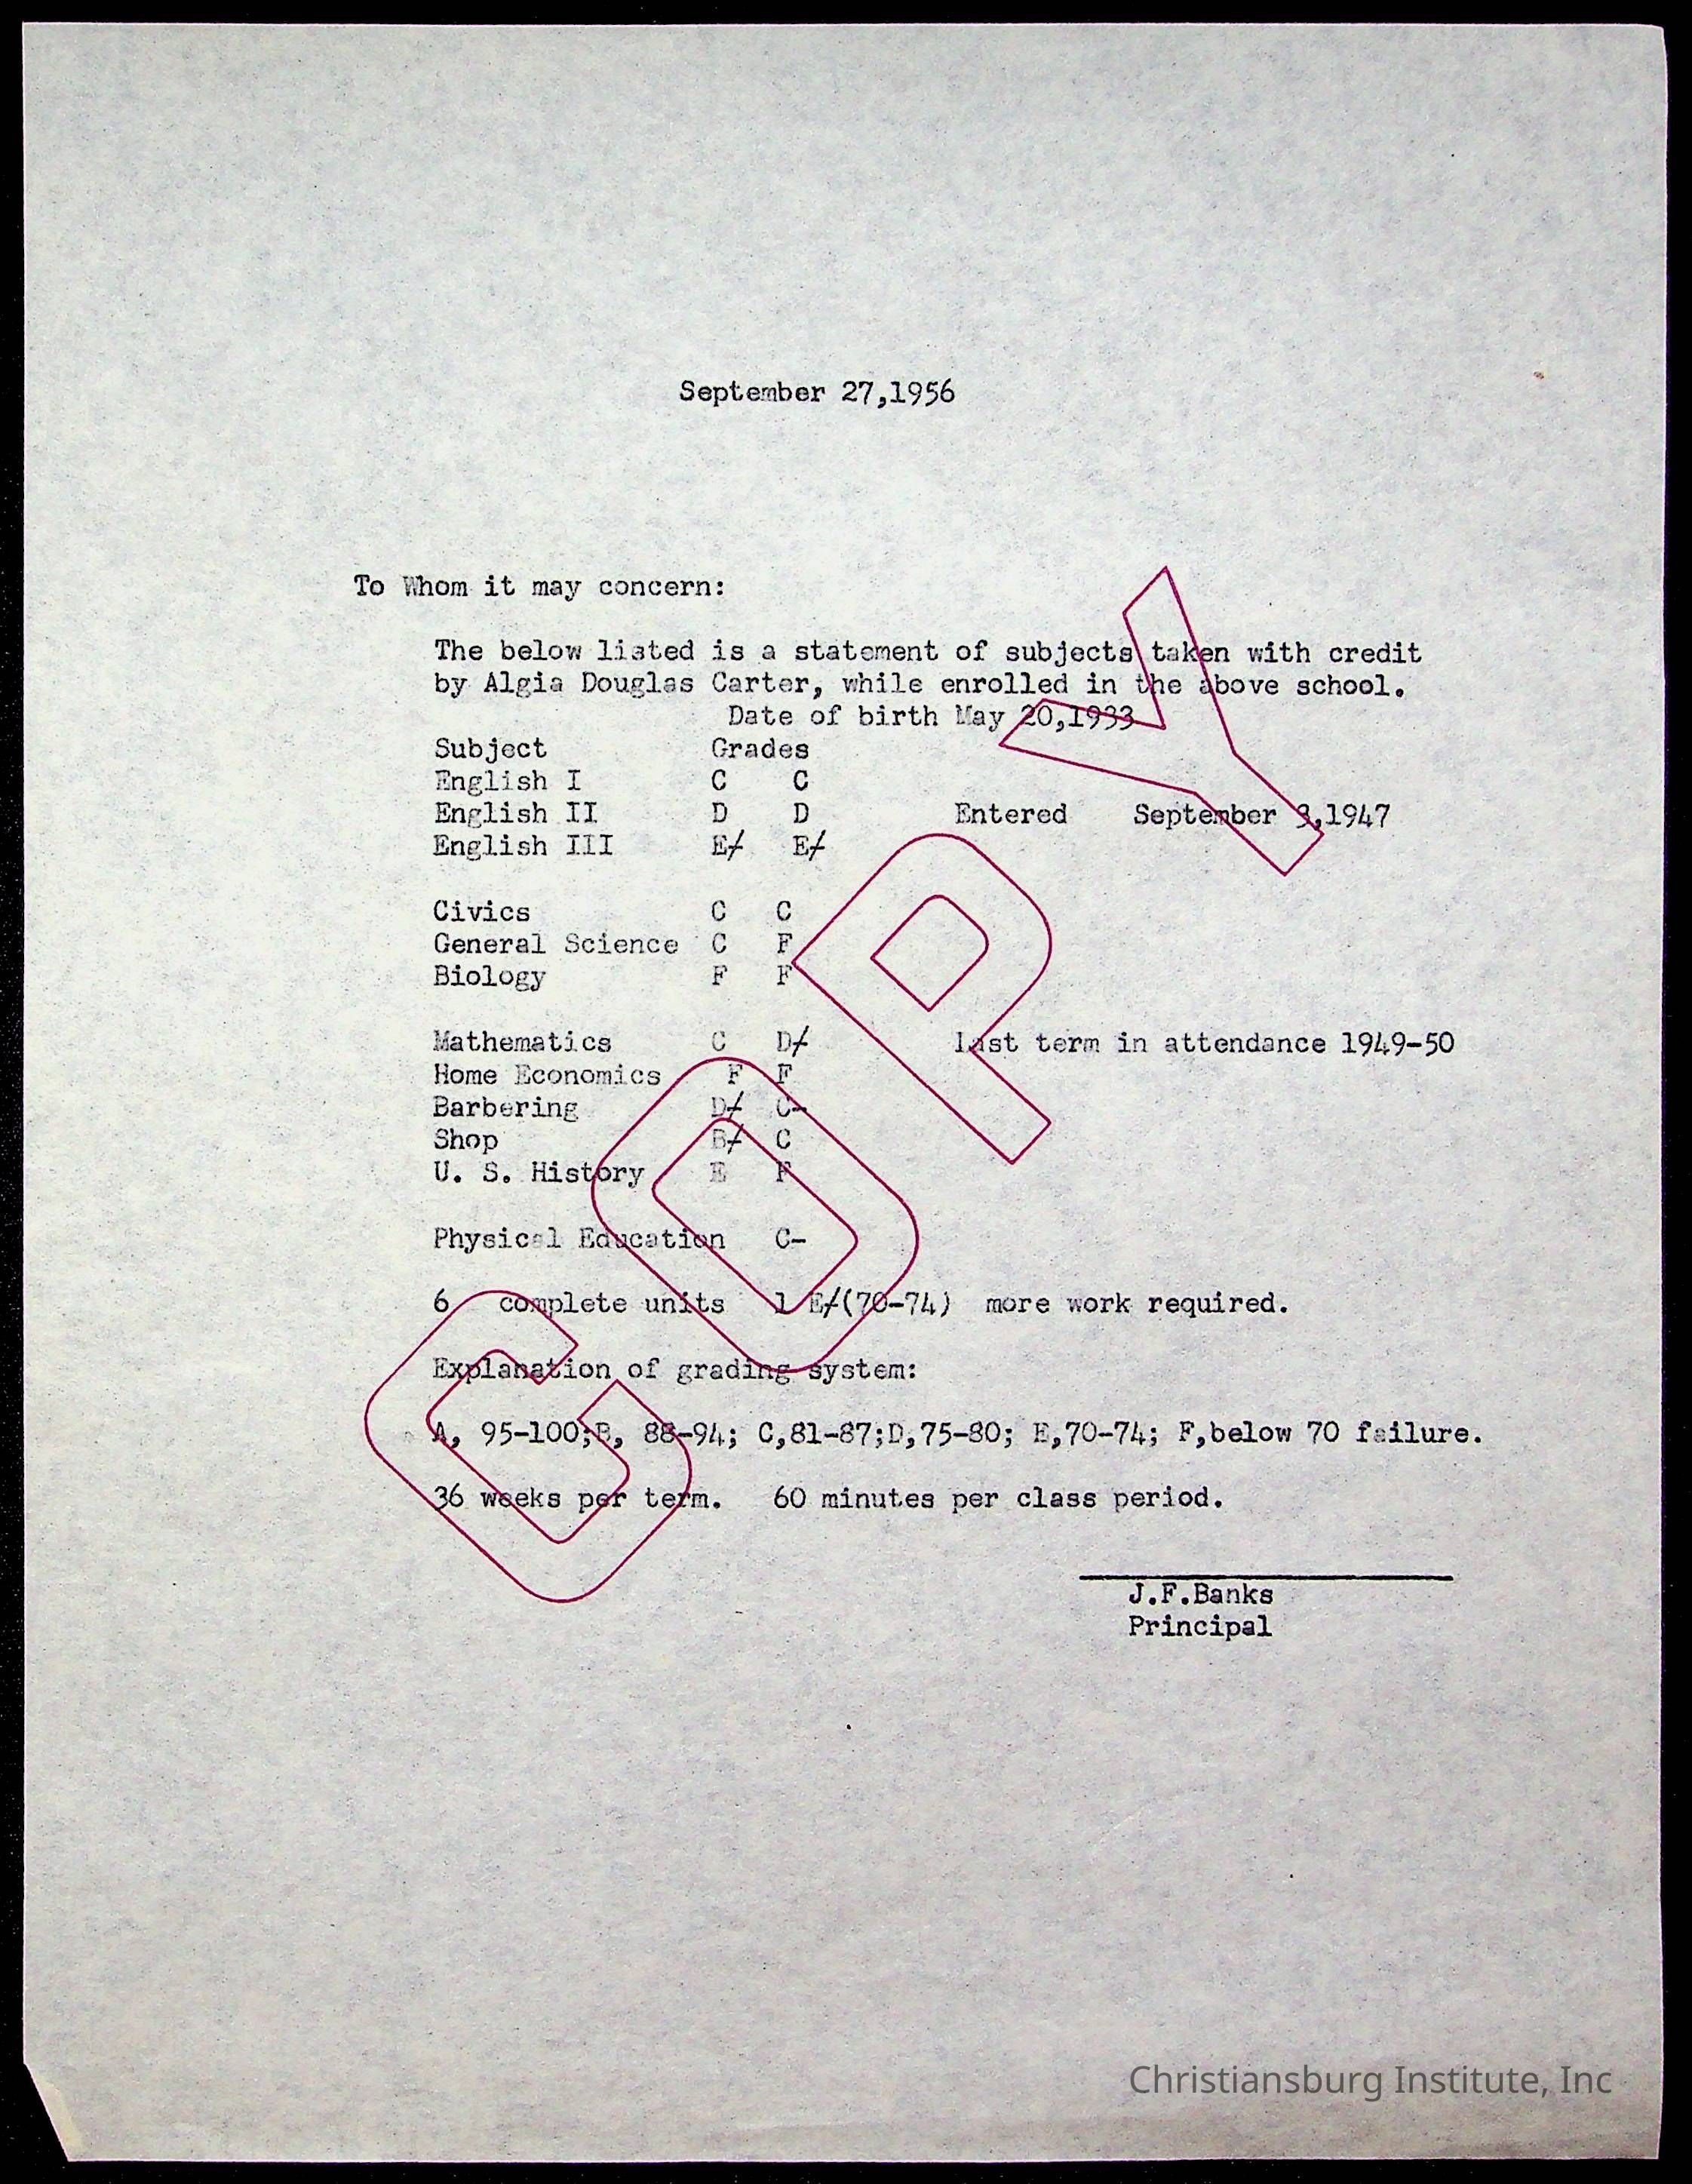 September 27,1956
To Whom it may concern:
The below listed is a statement of subjects taken with credit
by Algia Douglas Carter, while enrolled in the above school.
Date of birth May 20,1933
Subject Grades
English I C C
English II D D Entered September 3,1947
English III E/ E/
Civics C C
General Science C F
Biology F F
Mathematics C D/ Last term in attendance 1949-50
Home Economics F F
Barbering D/ C-
Shop B/ C
U. S. History E F
Physical Education C-
6 complete units 1 E/(70-74) more work required.
Explanation of grading system:
A, 95-100;B, 88-94; C,81-87;D,75-80; E,70-74; F,below 70 failure.
36 weeks per term. 60 minutes per class period.
J.F.Banks
Principal
COPY
Christiansburg Institute, Inc